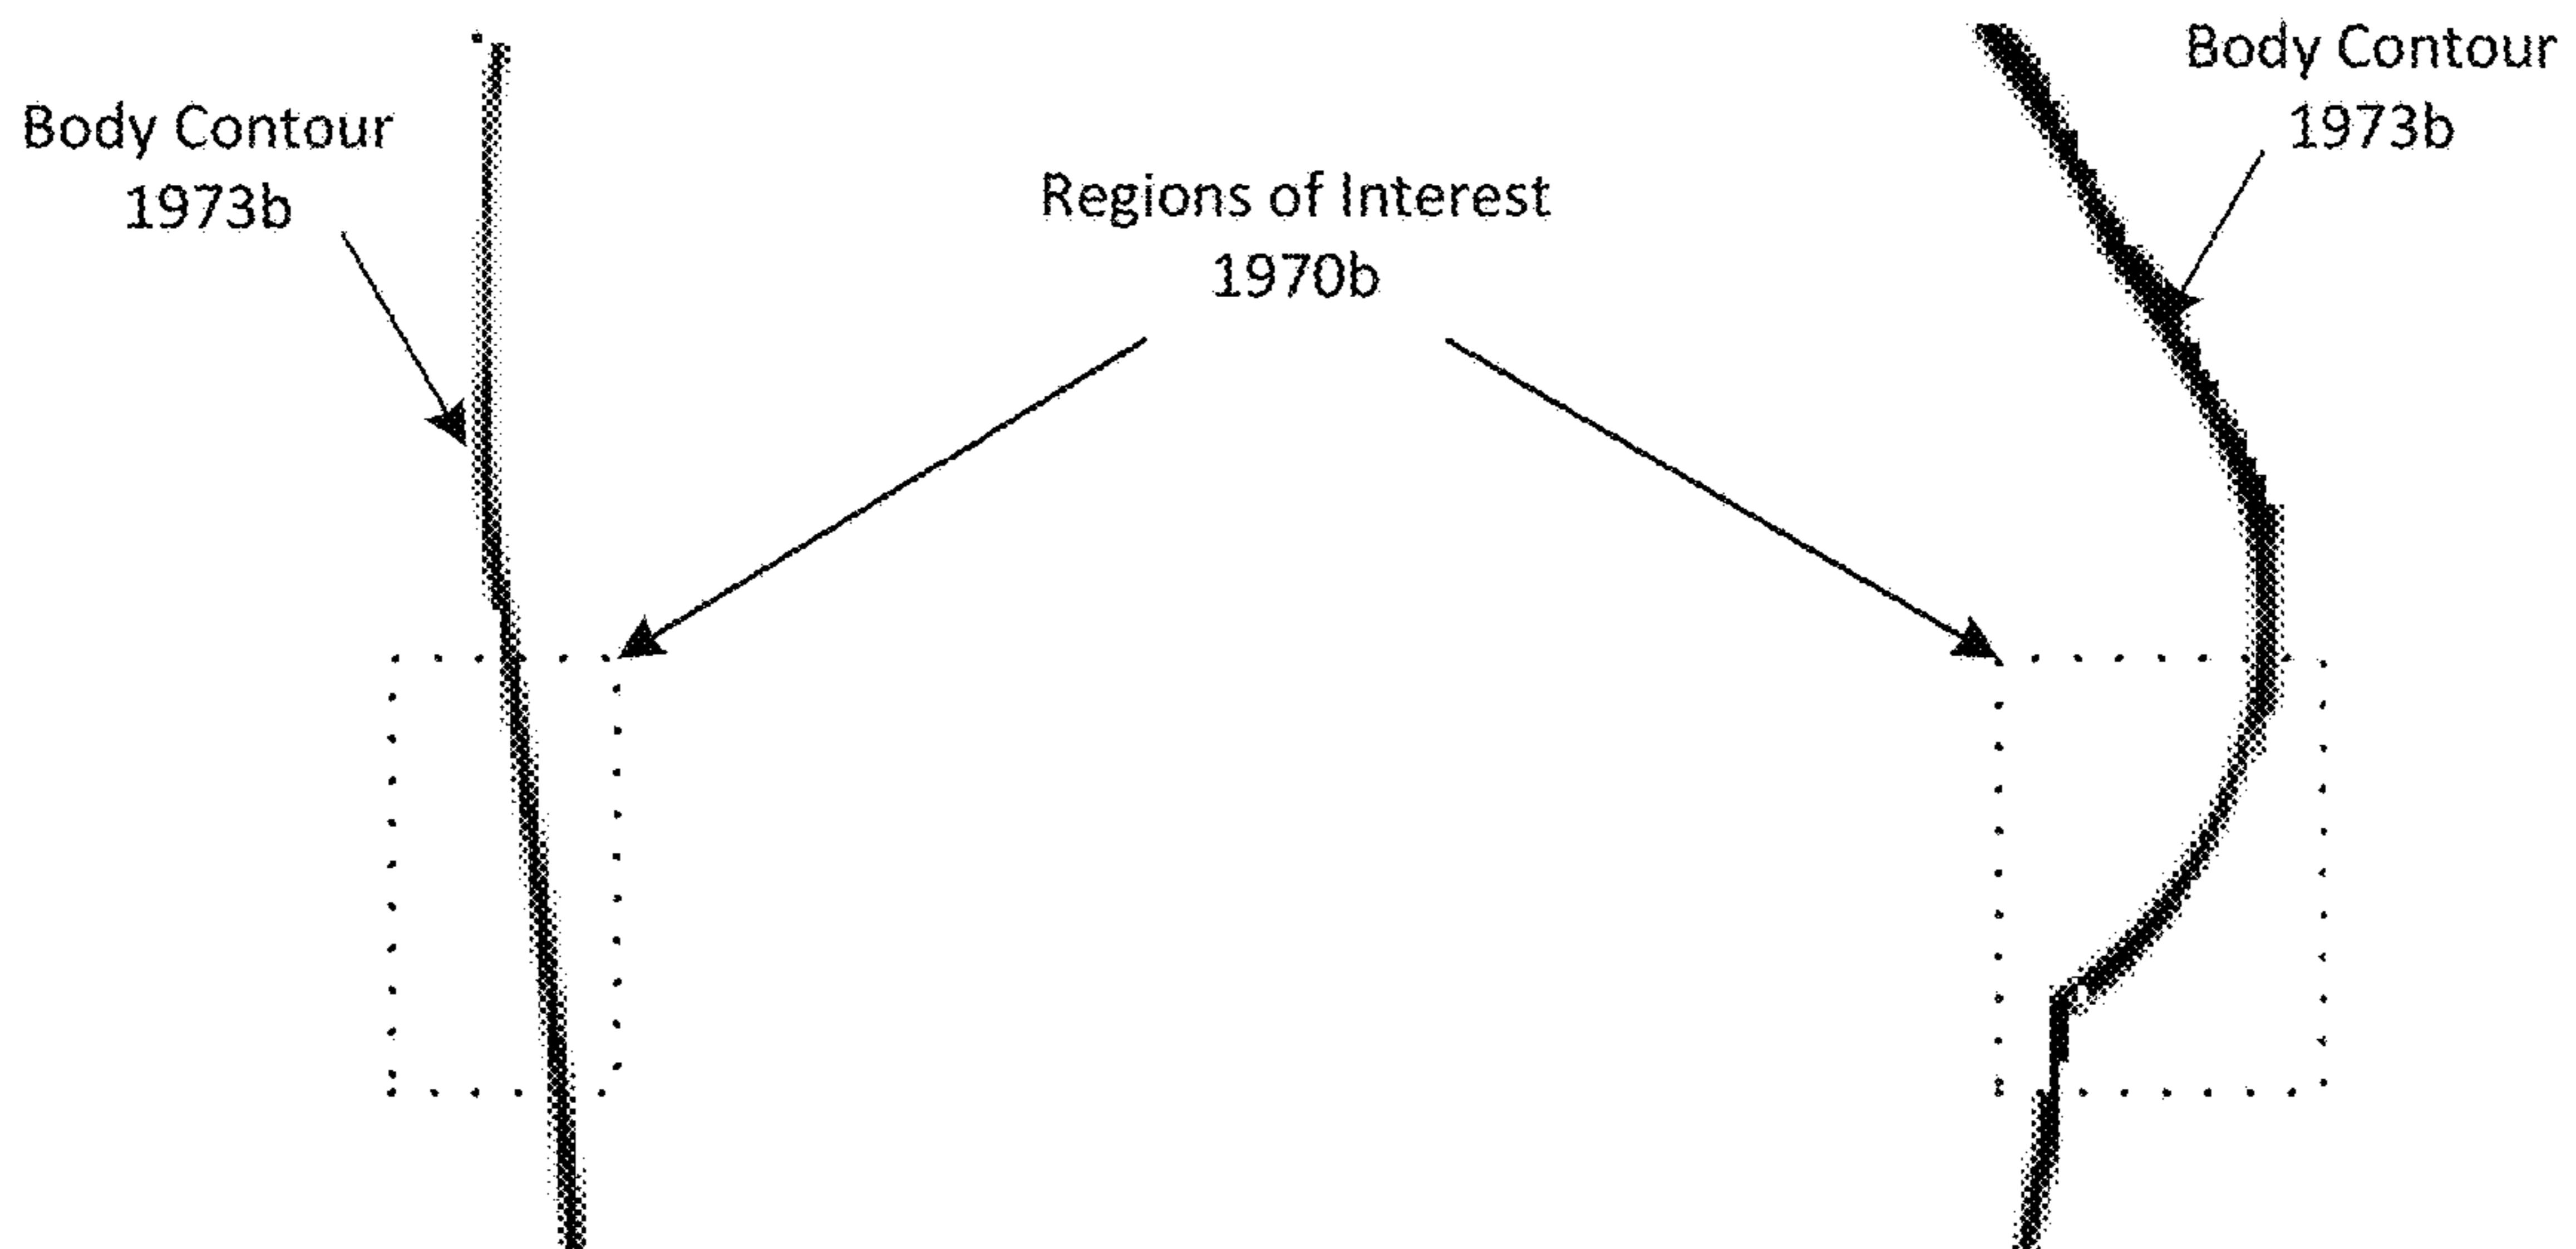 Body Contour
1973b
Regions of Interest
1970b
Body Contour
1973b